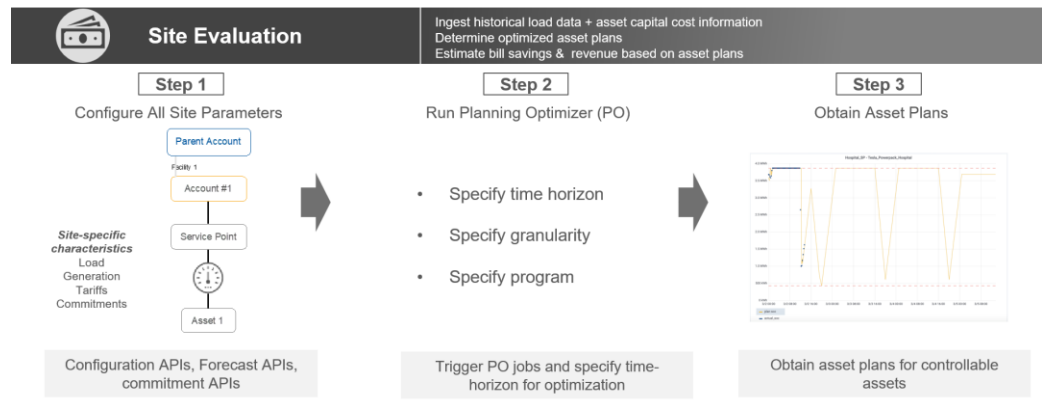 Site Evaluation
Ingest historical load data + asset capital cost information
Determine optimized asset plans
Estimate bill savings & revenue based on asset plans
Step 1
Configure All Site Parameters
Parent Account
Facility 1
Account #1
Service Point
Asset 1
Site-specific
characteristics
Load
Generation
Tariffs
Commitments
Configuration APIs, Forecast APIs,
commitment APIs
Step 2
Run Planning Optimizer (PO)
• Specify time horizon
• Specify granularity
• Specify program
Trigger PO jobs and specify time-
horizon for optimization
Step 3
Obtain Asset Plans
Obtain asset plans for controllable
assets